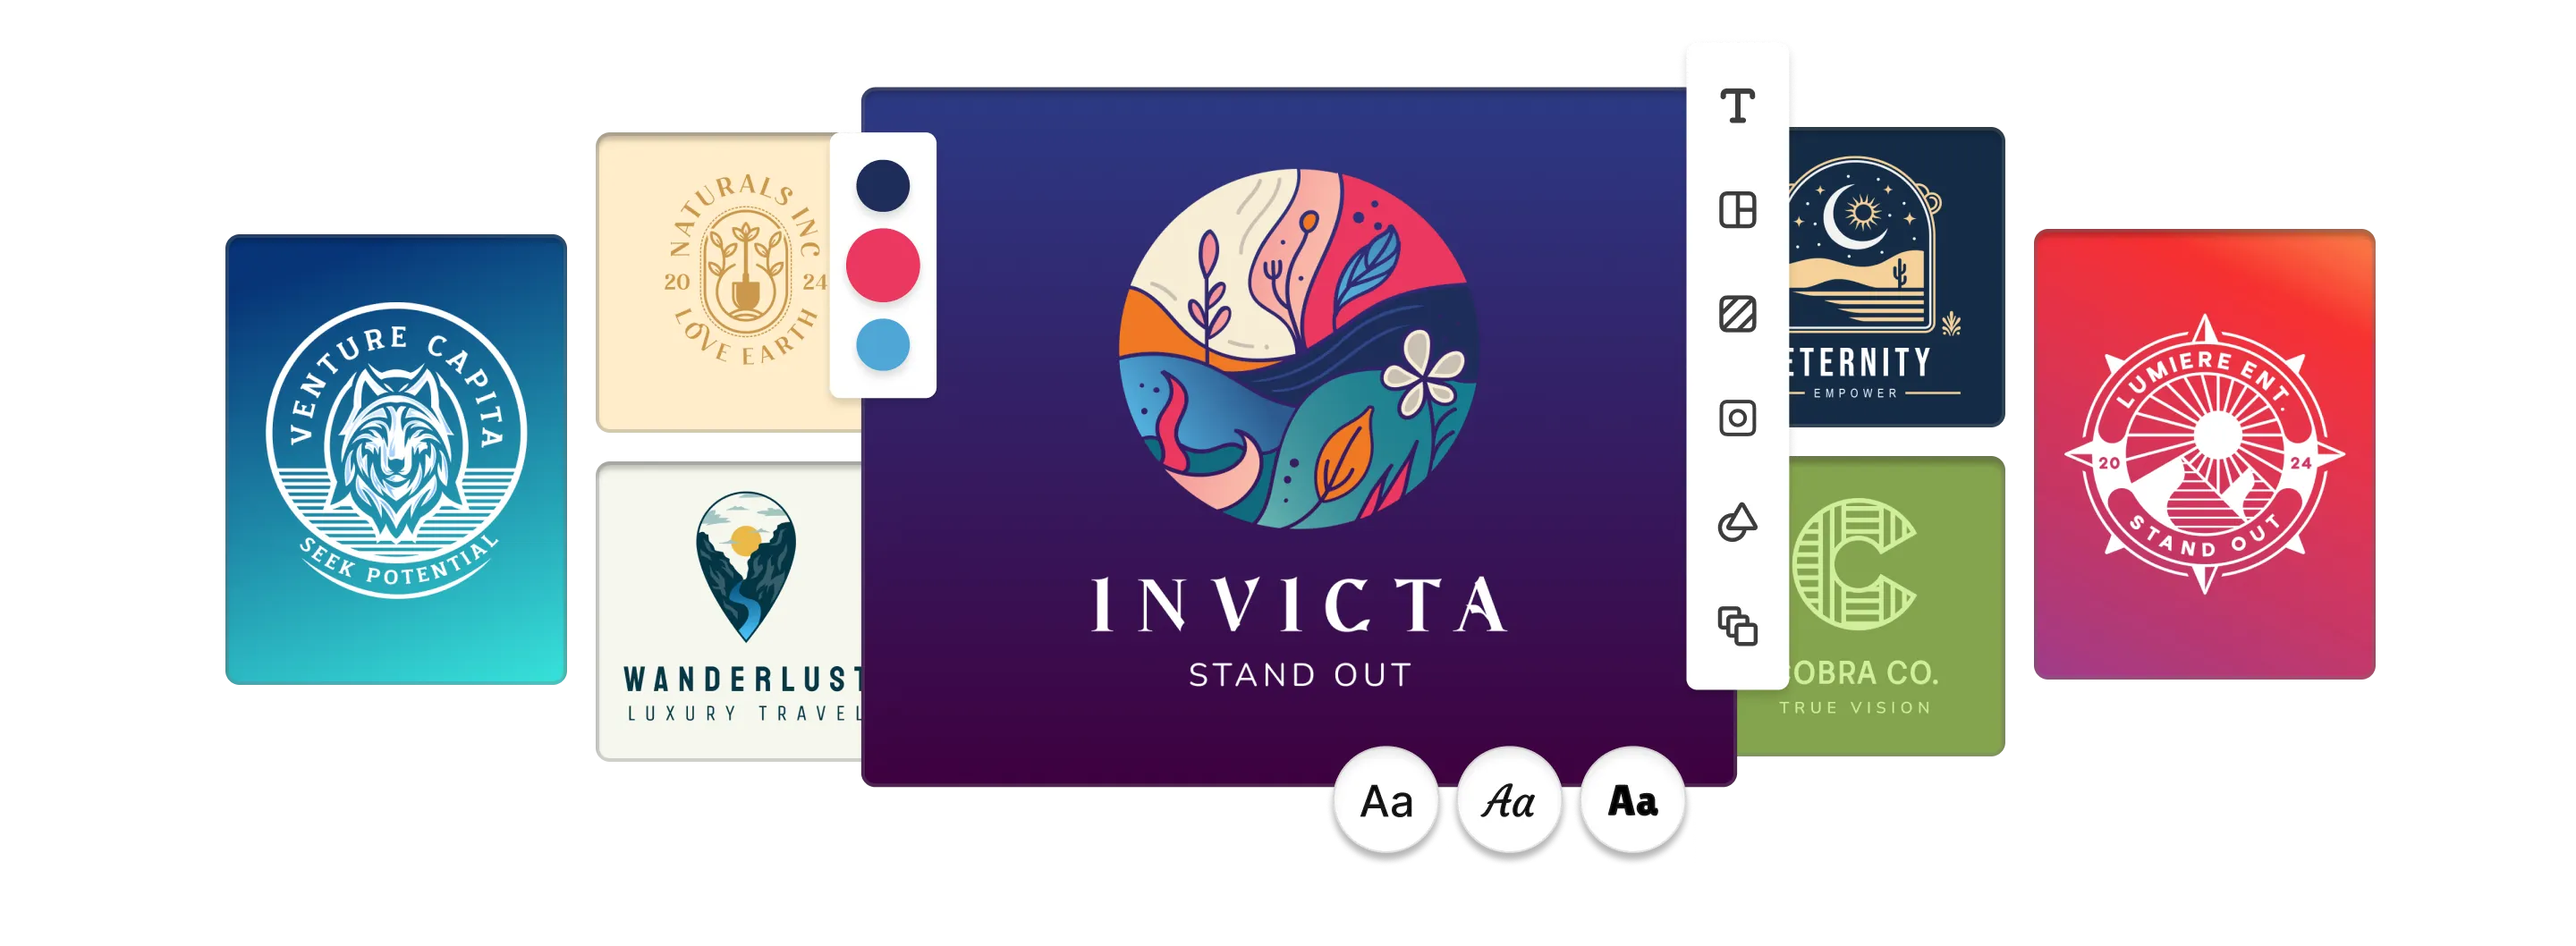 VENTURE CAPITA
SEEK POTENTIAL
NATURALS INC
20 24
LOVE EARTH
WANDERLUST
LUXURY TRAVEL
INVICTA
STAND OUT
Aa Aa Aa
T
ETERNITY
EMPOWER
COBRA CO.
TRUE VISION
LUMIERE ENT.
20 24
STAND OUT